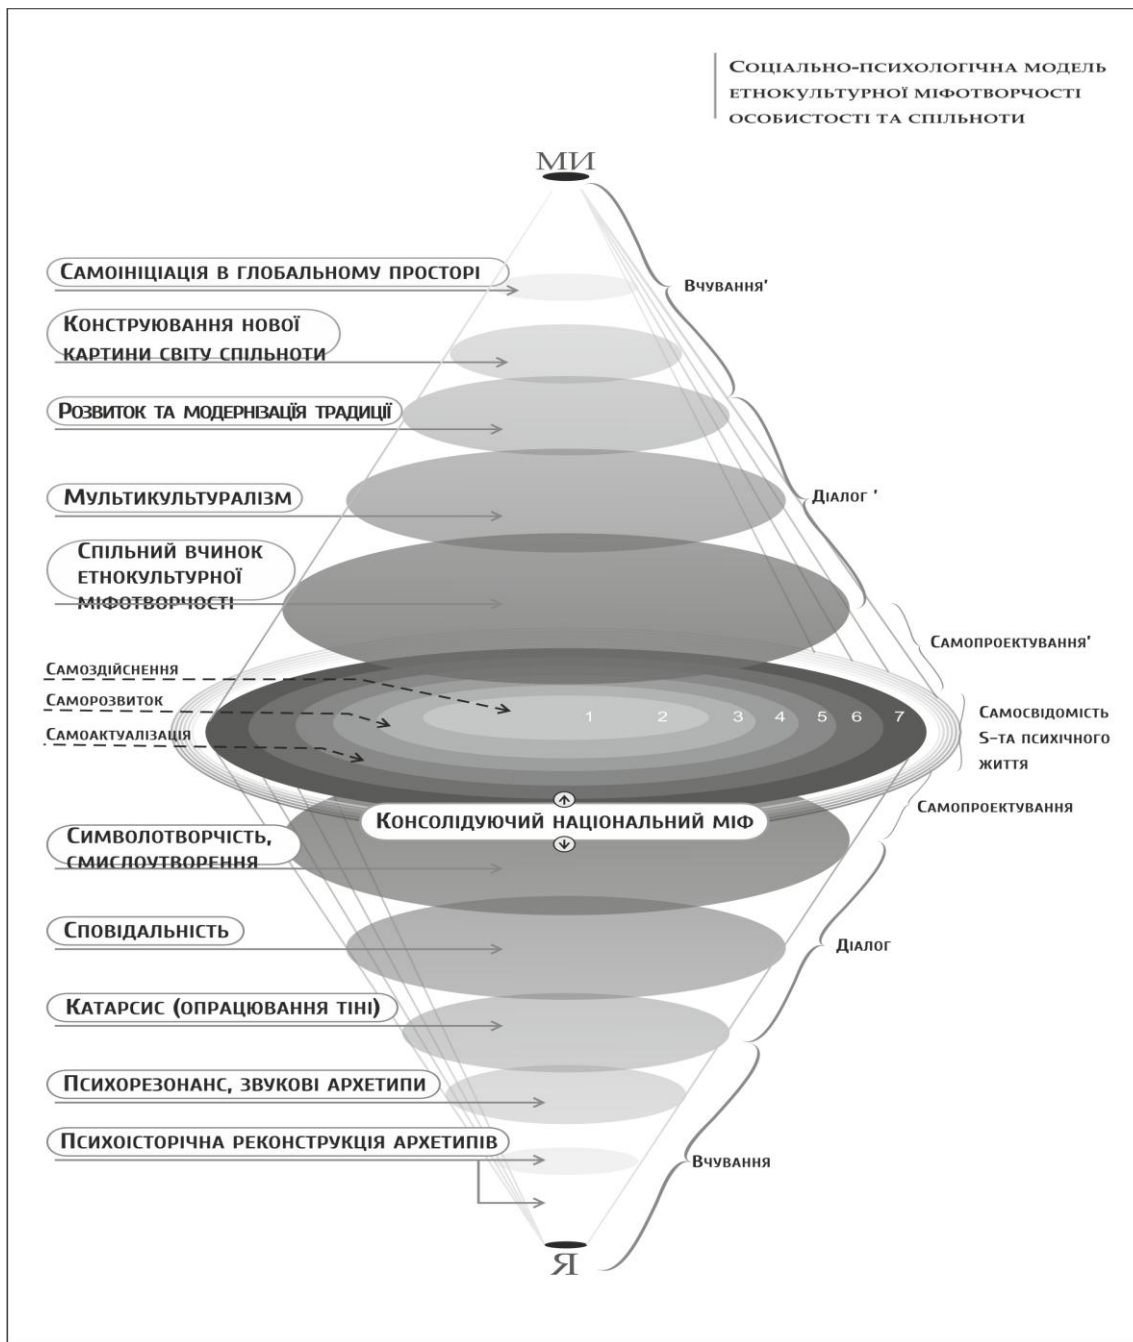 Соціально-психологічна модель
етнокультурної міфотворчості
особистості та спільноти
МИ
Самоініціація в глобальному просторі
Вчування'
Конструювання нової
картини світу спільноти
Розвиток та модернізація традиції
Мультикультуралізм
Діалог '
Спільний вчинок
етнокультурної
міфотворчості
Самопроектування'
Самоздійснення
Саморозвиток
Самоактуалізація
1 2 3 4 5 6 7
Самосвідомість
S-та психічного
життя
Самопроектування
Консолідуючий національний міф
Символотворчість,
смислоутворення
Сповідальність
Діалог
Катарсис (опрацювання тіні)
Психорезонанс, звукові архетипи
Психоісторічна реконструкція архетипів
Вчування
Я